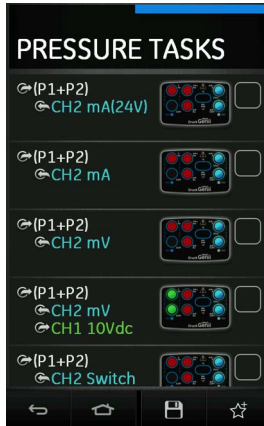 PRESSURE TASKS
(P1+P2)
CH2 mA(24V)
(P1+P2)
CH2 mA
(P1+P2)
CH2 mV
(P1+P2)
CH2 mV
CH1 10Vdc
(P1+P2)
CH2 Switch